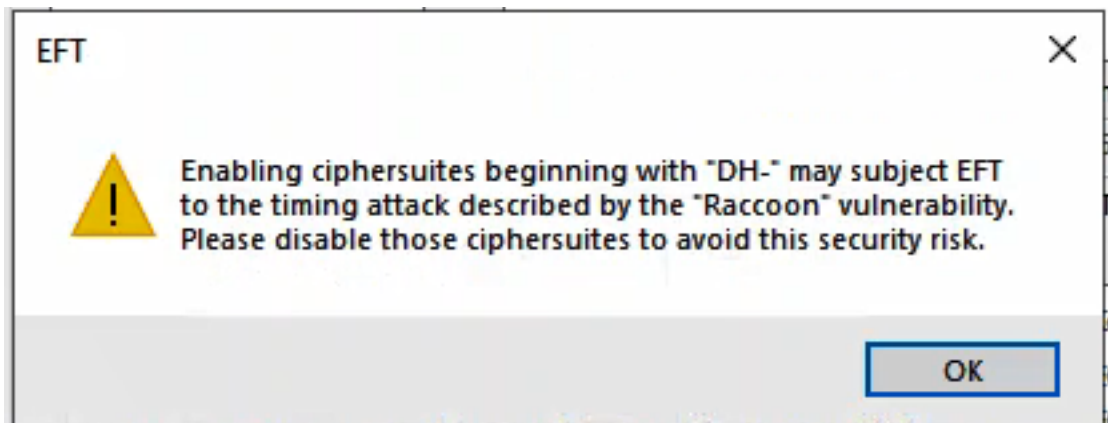 EFT
Enabling ciphersuites beginning with "DH-" may subject EFT
to the timing attack described by the "Raccoon" vulnerability.
Please disable those ciphersuites to avoid this security risk.
OK